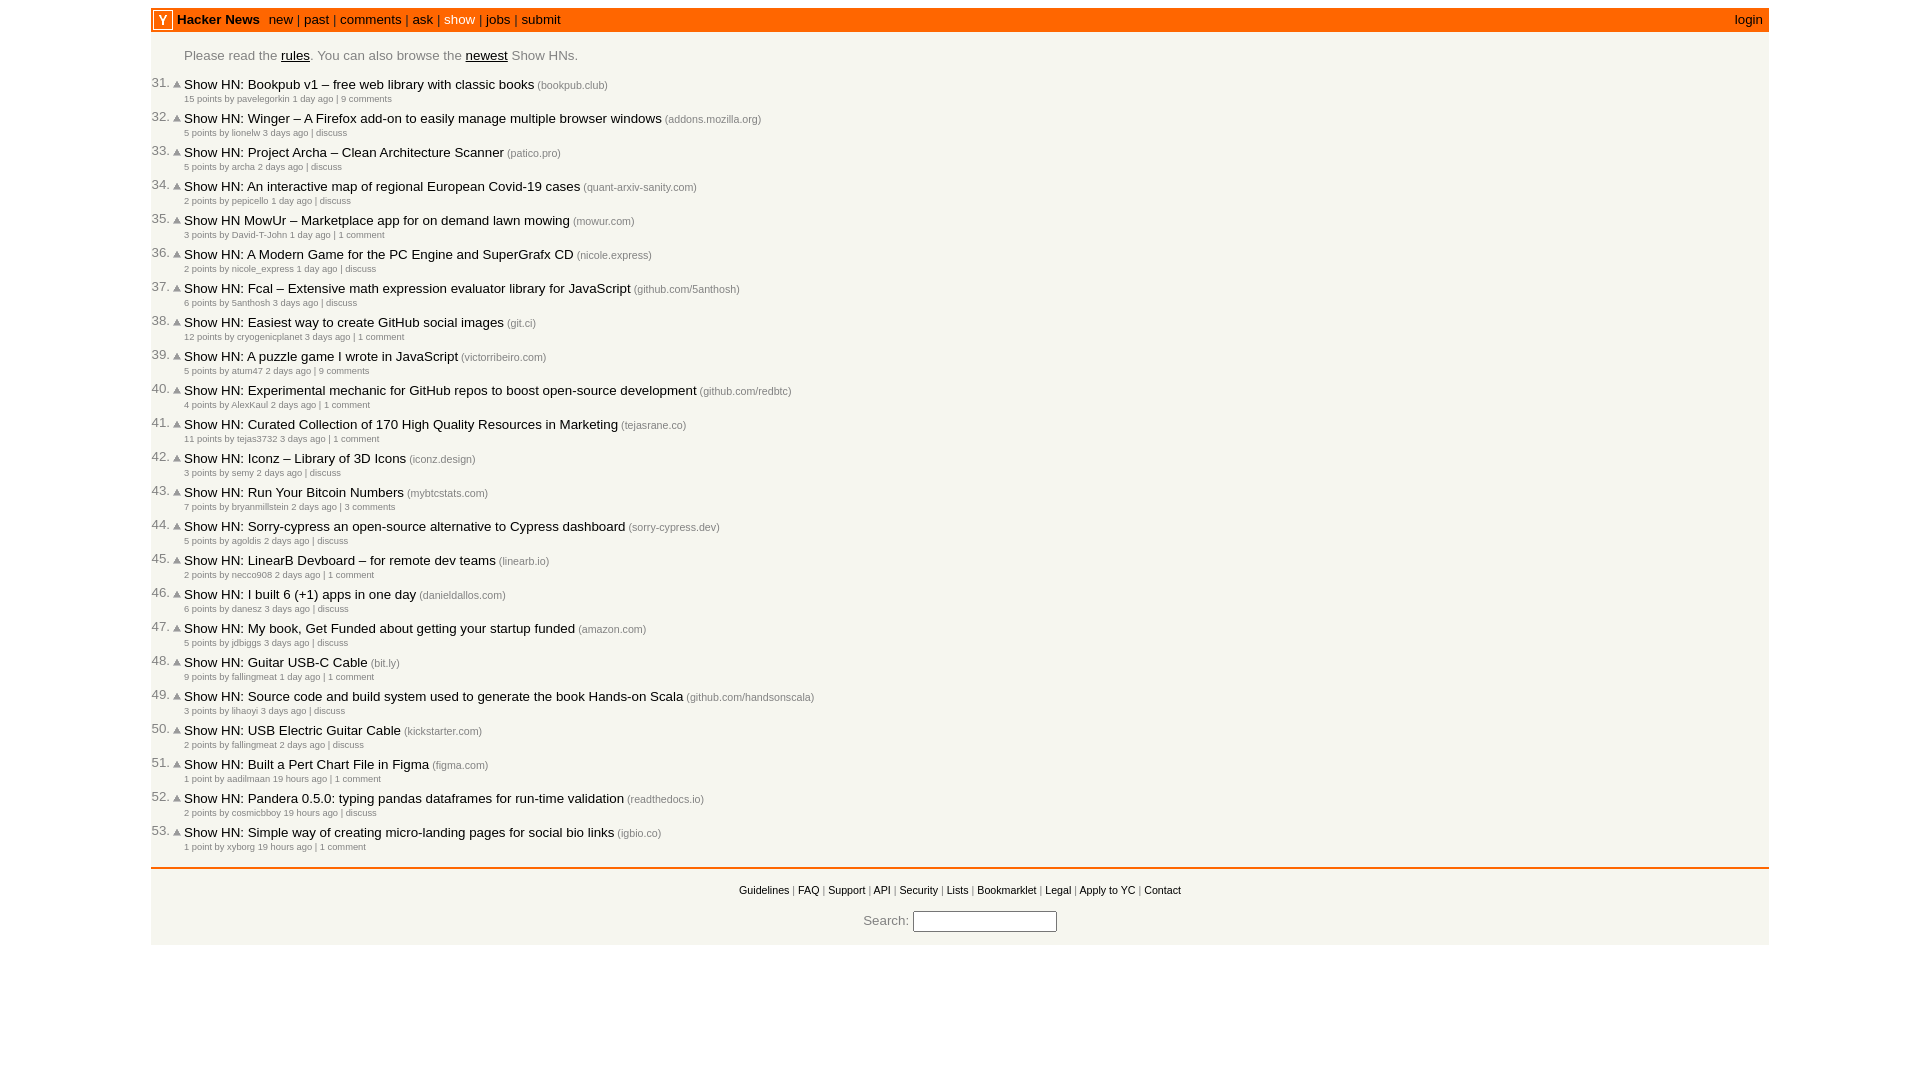 Y Hacker News new | past | comments | ask | show | jobs | submit login
Please read the rules. You can also browse the newest Show HNs.
31. Show HN: Bookpub v1 – free web library with classic books (bookpub.club)
15 points by pavelegorkin 1 day ago | 9 comments
32. Show HN: Winger – A Firefox add-on to easily manage multiple browser windows (addons.mozilla.org)
5 points by lionelw 3 days ago | discuss
33. Show HN: Project Archa – Clean Architecture Scanner (patico.pro)
5 points by archa 2 days ago | discuss
34. Show HN: An interactive map of regional European Covid-19 cases (quant-arxiv-sanity.com)
2 points by pepicello 1 day ago | discuss
35. Show HN MowUr – Marketplace app for on demand lawn mowing (mowur.com)
3 points by David-T-John 1 day ago | 1 comment
36. Show HN: A Modern Game for the PC Engine and SuperGrafx CD (nicole.express)
2 points by nicole_express 1 day ago | discuss
37. Show HN: Fcal – Extensive math expression evaluator library for JavaScript (github.com/5anthosh)
6 points by 5anthosh 3 days ago | discuss
38. Show HN: Easiest way to create GitHub social images (git.ci)
12 points by cryogenicplanet 3 days ago | 1 comment
39. Show HN: A puzzle game I wrote in JavaScript (victorribeiro.com)
5 points by atum47 2 days ago | 9 comments
40. Show HN: Experimental mechanic for GitHub repos to boost open-source development (github.com/redbtc)
4 points by AlexKaul 2 days ago | 1 comment
41. Show HN: Curated Collection of 170 High Quality Resources in Marketing (tejasrane.co)
11 points by tejas3732 3 days ago | 1 comment
42. Show HN: Iconz – Library of 3D Icons (iconz.design)
3 points by semy 2 days ago | discuss
43. Show HN: Run Your Bitcoin Numbers (mybtcstats.com)
7 points by bryanmillstein 2 days ago | 3 comments
44. Show HN: Sorry-cypress an open-source alternative to Cypress dashboard (sorry-cypress.dev)
5 points by agoldis 2 days ago | discuss
45. Show HN: LinearB Devboard – for remote dev teams (linearb.io)
2 points by necco908 2 days ago | 1 comment
46. Show HN: I built 6 (+1) apps in one day (danieldallos.com)
6 points by danesz 3 days ago | discuss
47. Show HN: My book, Get Funded about getting your startup funded (amazon.com)
5 points by jdbiggs 3 days ago | discuss
48. Show HN: Guitar USB-C Cable (bit.ly)
9 points by fallingmeat 1 day ago | 1 comment
49. Show HN: Source code and build system used to generate the book Hands-on Scala (github.com/handsonscala)
3 points by lihaoyi 3 days ago | discuss
50. Show HN: USB Electric Guitar Cable (kickstarter.com)
2 points by fallingmeat 2 days ago | discuss
51. Show HN: Built a Pert Chart File in Figma (figma.com)
1 point by aadilmaan 19 hours ago | 1 comment
52. Show HN: Pandera 0.5.0: typing pandas dataframes for run-time validation (readthedocs.io)
2 points by cosmicbboy 19 hours ago | discuss
53. Show HN: Simple way of creating micro-landing pages for social bio links (igbio.co)
1 point by xyborg 19 hours ago | 1 comment
Guidelines | FAQ | Support | API | Security | Lists | Bookmarklet | Legal | Apply to YC | Contact
Search: